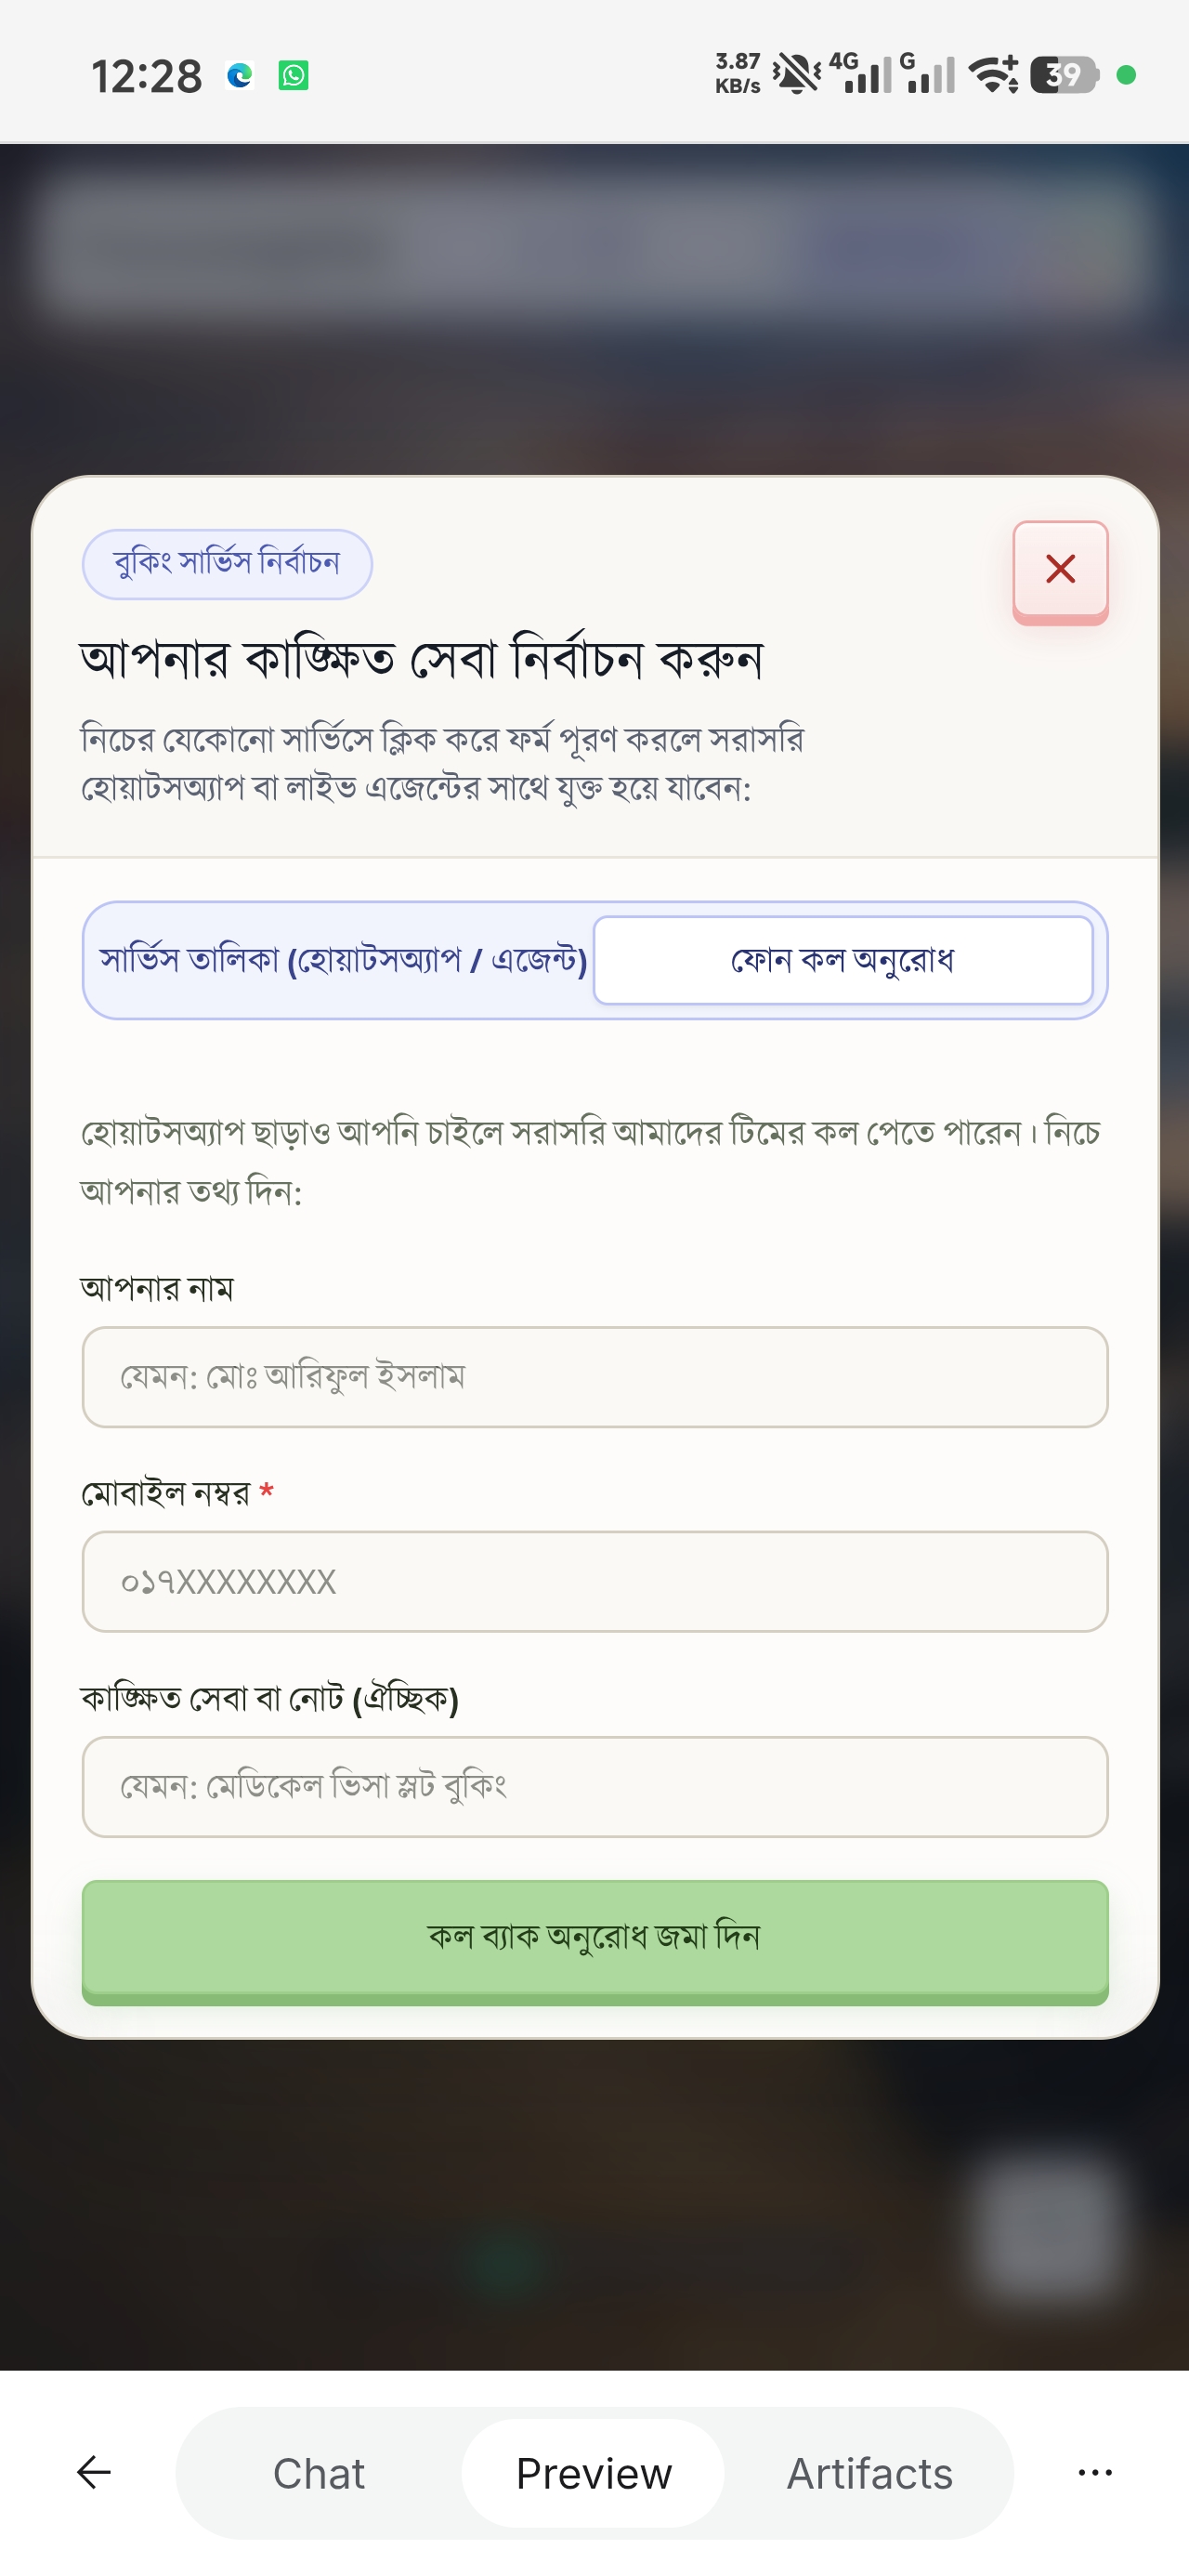 12:28
3.87 KB/s
4G
G
39
বুকিং সার্ভিস নির্বাচন
আপনার কাঙ্ক্ষিত সেবা নির্বাচন করুন
নিচের যেকোনো সার্ভিসে ক্লিক করে ফর্ম পূরণ করলে সরাসরি
হোয়াটসঅ্যাপ বা লাইভ এজেন্টের সাথে যুক্ত হয়ে যাবেন:
সার্ভিস তালিকা (হোয়াটসঅ্যাপ / এজেন্ট)
ফোন কল অনুরোধ
হোয়াটসঅ্যাপ ছাড়াও আপনি চাইলে সরাসরি আমাদের টিমের কল পেতে পারেন। নিচে
আপনার তথ্য দিন:
আপনার নাম
যেমন: মোঃ আরিফুল ইসলাম
মোবাইল নম্বর *
০১৭XXXXXXXX
কাঙ্ক্ষিত সেবা বা নোট (ঐচ্ছিক)
যেমন: মেডিকেল ভিসা স্লট বুকিং
কল ব্যাক অনুরোধ জমা দিন
Chat
Preview
Artifacts